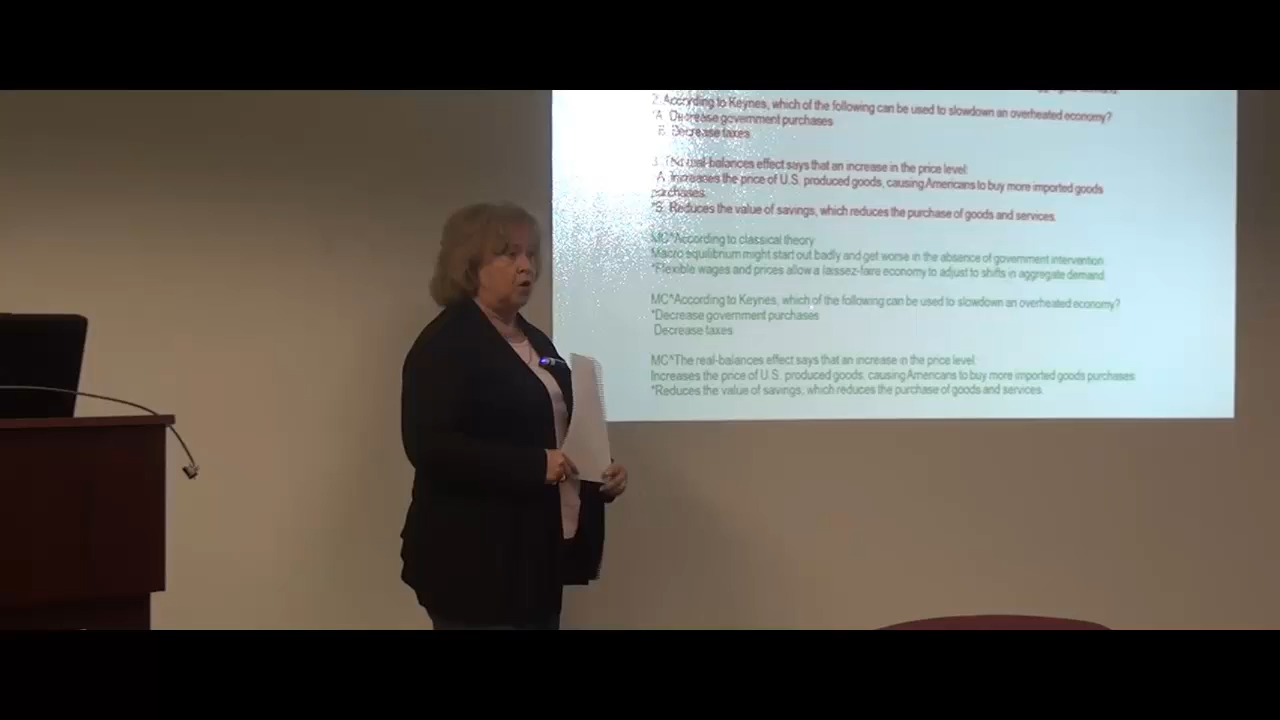 2. According to Keynes, which of the following can be used to slowdown an overheated economy?
*A. Decrease government purchases
B. Decrease taxes
3. The real-balances effect says that an increase in the price level:
A. Increases the price of U.S. produced goods, causing Americans to buy more imported goods
purchases.
*B. Reduces the value of savings, which reduces the purchase of goods and services.
MC^According to classical theory
Macro equilibrium might start out badly and get worse in the absence of government intervention
*Flexible wages and prices allow a laissez-faire economy to adjust to shifts in aggregate demand.
MC^According to Keynes, which of the following can be used to slowdown an overheated economy?
*Decrease government purchases
Decrease taxes
MC^The real-balances effect says that an increase in the price level:
Increases the price of U.S. produced goods, causing Americans to buy more imported goods purchases.
*Reduces the value of savings, which reduces the purchase of goods and services.